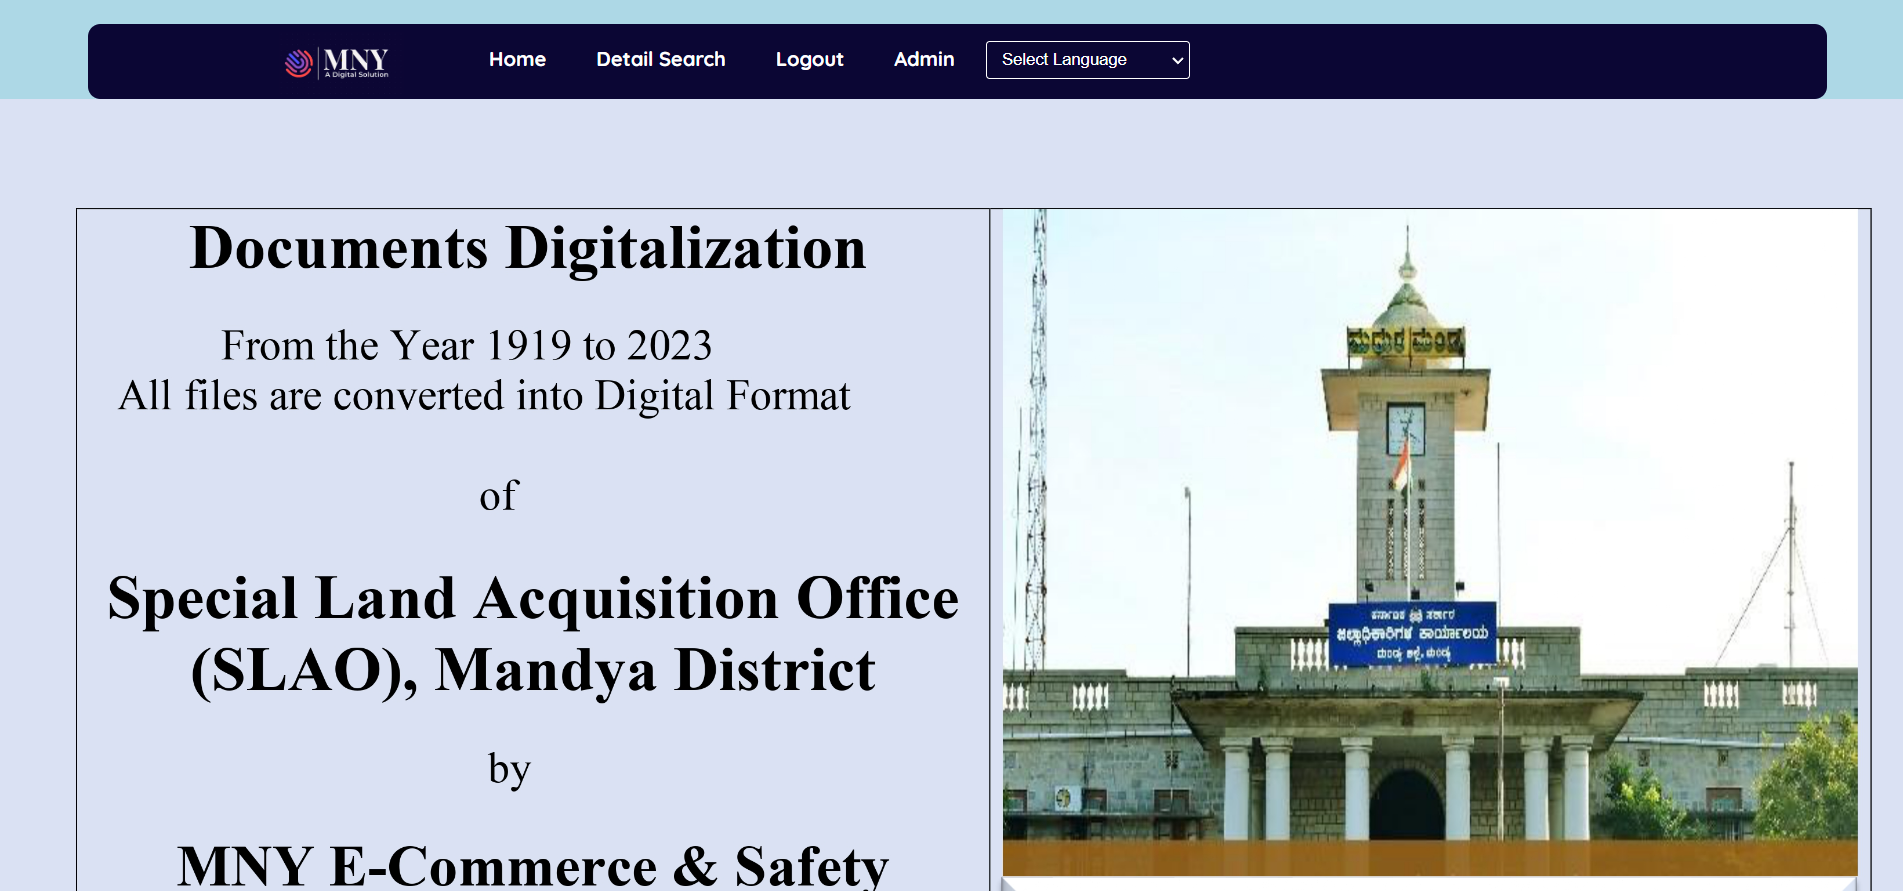 MNY
A Digital Solution
Home
Detail Search
Logout
Admin
Select Language
Documents Digitalization
From the Year 1919 to 2023
All files are converted into Digital Format
of
Special Land Acquisition Office
(SLAO), Mandya District
by
MNY E-Commerce & Safety
ಮಧುರ ಮಂಡ್ಯ
ಕರ್ನಾಟಕ ಸರ್ಕಾರ
ಜಿಲ್ಲಾಧಿಕಾರಿಗಳ ಕಾರ್ಯಾಲಯ
ಮಂಡ್ಯ ಜಿಲ್ಲೆ, ಮಂಡ್ಯ